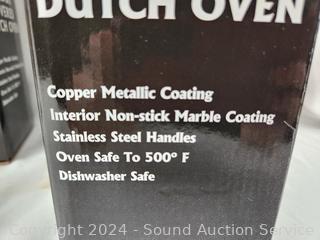 DUTCH OVEN
Copper Metallic Coating
Interior Non-stick Marble Coating
Stainless Steel Handles
Oven Safe To 500º F
Dishwasher Safe
Copyright 2024 - Sound Auction Service